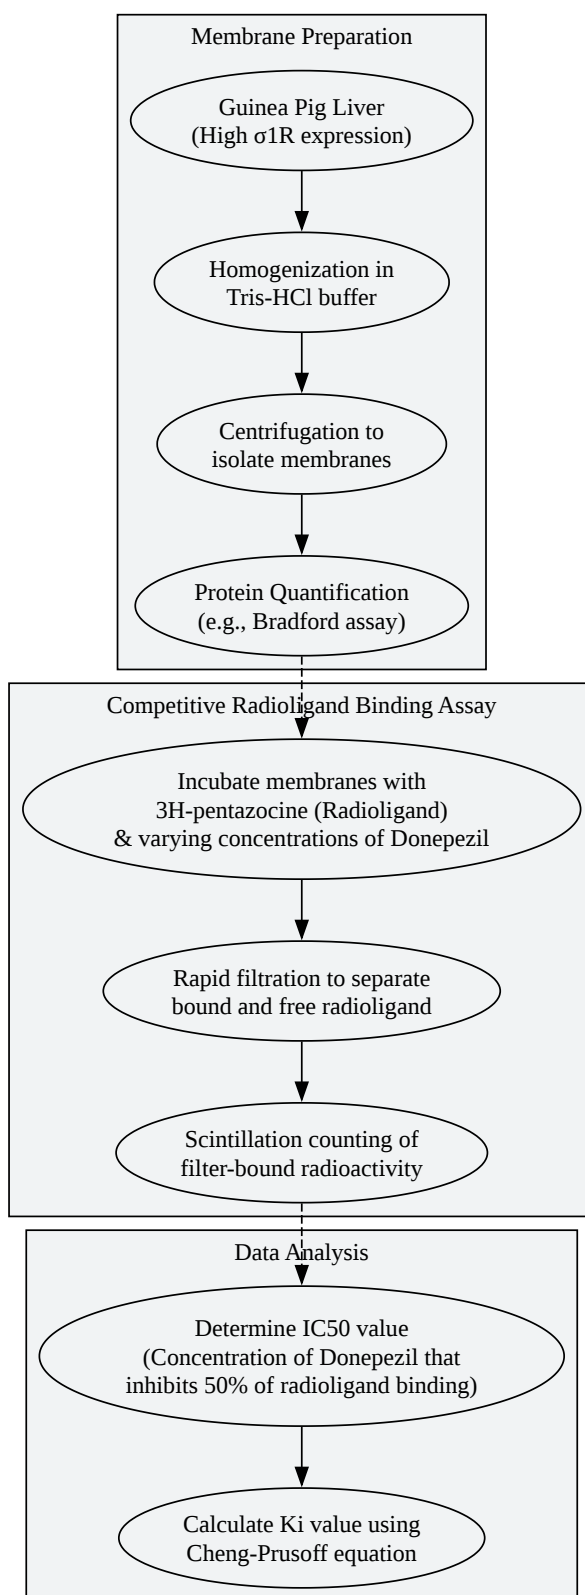 Membrane Preparation
Guinea Pig Liver
(High σ1R expression)
Homogenization in
Tris-HCl buffer
Centrifugation to
isolate membranes
Protein Quantification
(e.g., Bradford assay)
Competitive Radioligand Binding Assay
Incubate membranes with
3H-pentazocine (Radioligand)
& varying concentrations of Donepezil
Rapid filtration to separate
bound and free radioligand
Scintillation counting of
filter-bound radioactivity
Data Analysis
Determine IC50 value
(Concentration of Donepezil that
inhibits 50% of radioligand binding)
Calculate Ki value using
Cheng-Prusoff equation